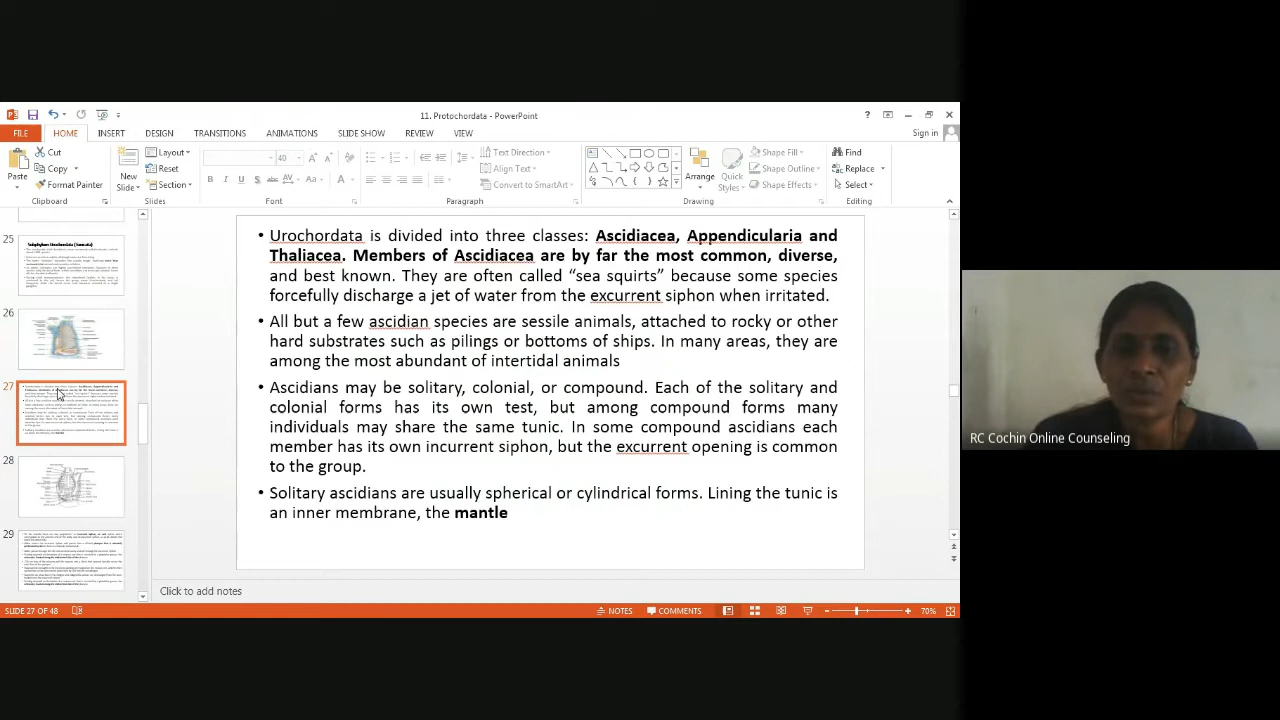 11. Protochordata - PowerPoint
FILE HOME INSERT DESIGN TRANSITIONS ANIMATIONS SLIDE SHOW REVIEW VIEW Sign in
Cut
Copy
Format Painter
Paste
Clipboard
New
Slide
Layout
Reset
Section
Slides
40
Font
Text Direction
Align Text
Convert to SmartArt
Paragraph
Arrange
Quick
Styles
Shape Fill
Shape Outline
Shape Effects
Drawing
Find
Replace
Select
Editing
25
26
27
28
29
• Urochordata is divided into three classes: Ascidiacea, Appendicularia and
Thaliacea. Members of Ascidacea are by far the most common, diverse,
and best known. They are often called “sea squirts” because some species
forcefully discharge a jet of water from the excurrent siphon when irritated.
• All but a few ascidian species are sessile animals, attached to rocky or other
hard substrates such as pilings or bottoms of ships. In many areas, they are
among the most abundant of intertidal animals
• Ascidians may be solitary, colonial, or compound. Each of the solitary and
colonial forms has its own test, but among compound forms many
individuals may share the same tunic. In some compound ascidians each
member has its own incurrent siphon, but the excurrent opening is common
to the group.
• Solitary ascidians are usually spherical or cylindrical forms. Lining the tunic is
an inner membrane, the mantle
Click to add notes
SLIDE 27 OF 48 NOTES COMMENTS 70%
RC Cochin Online Counseling